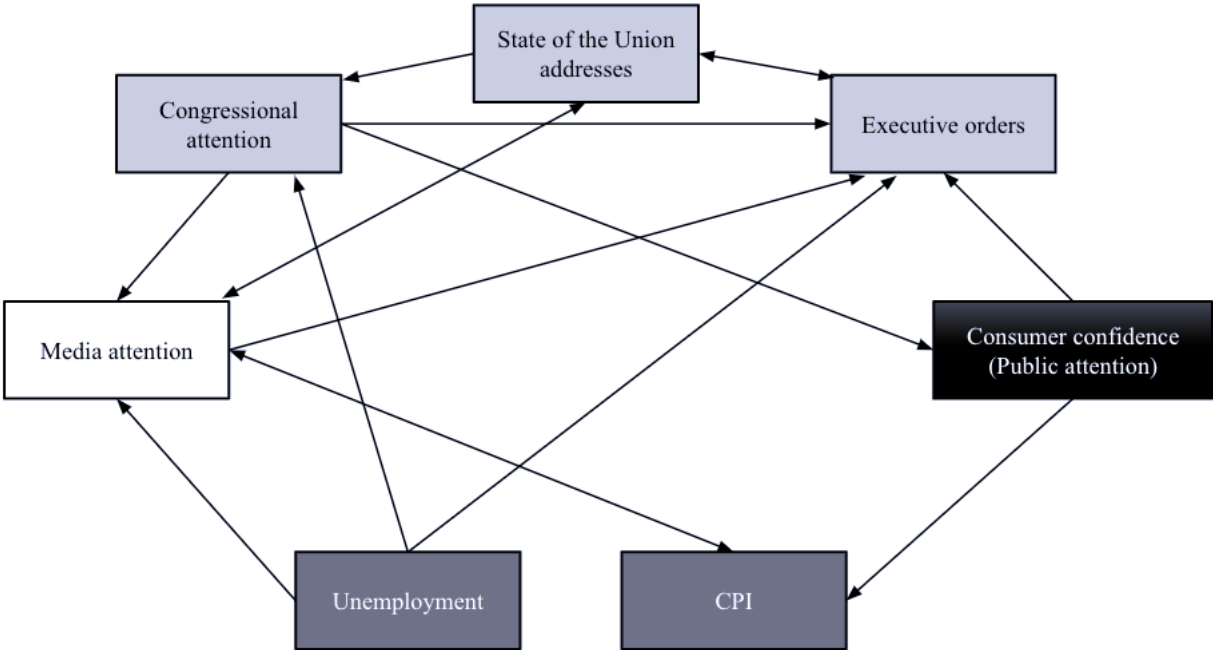 State of the Union
addresses
Congressional
attention
Executive orders
Media attention
Consumer confidence
(Public attention)
Unemployment
CPI